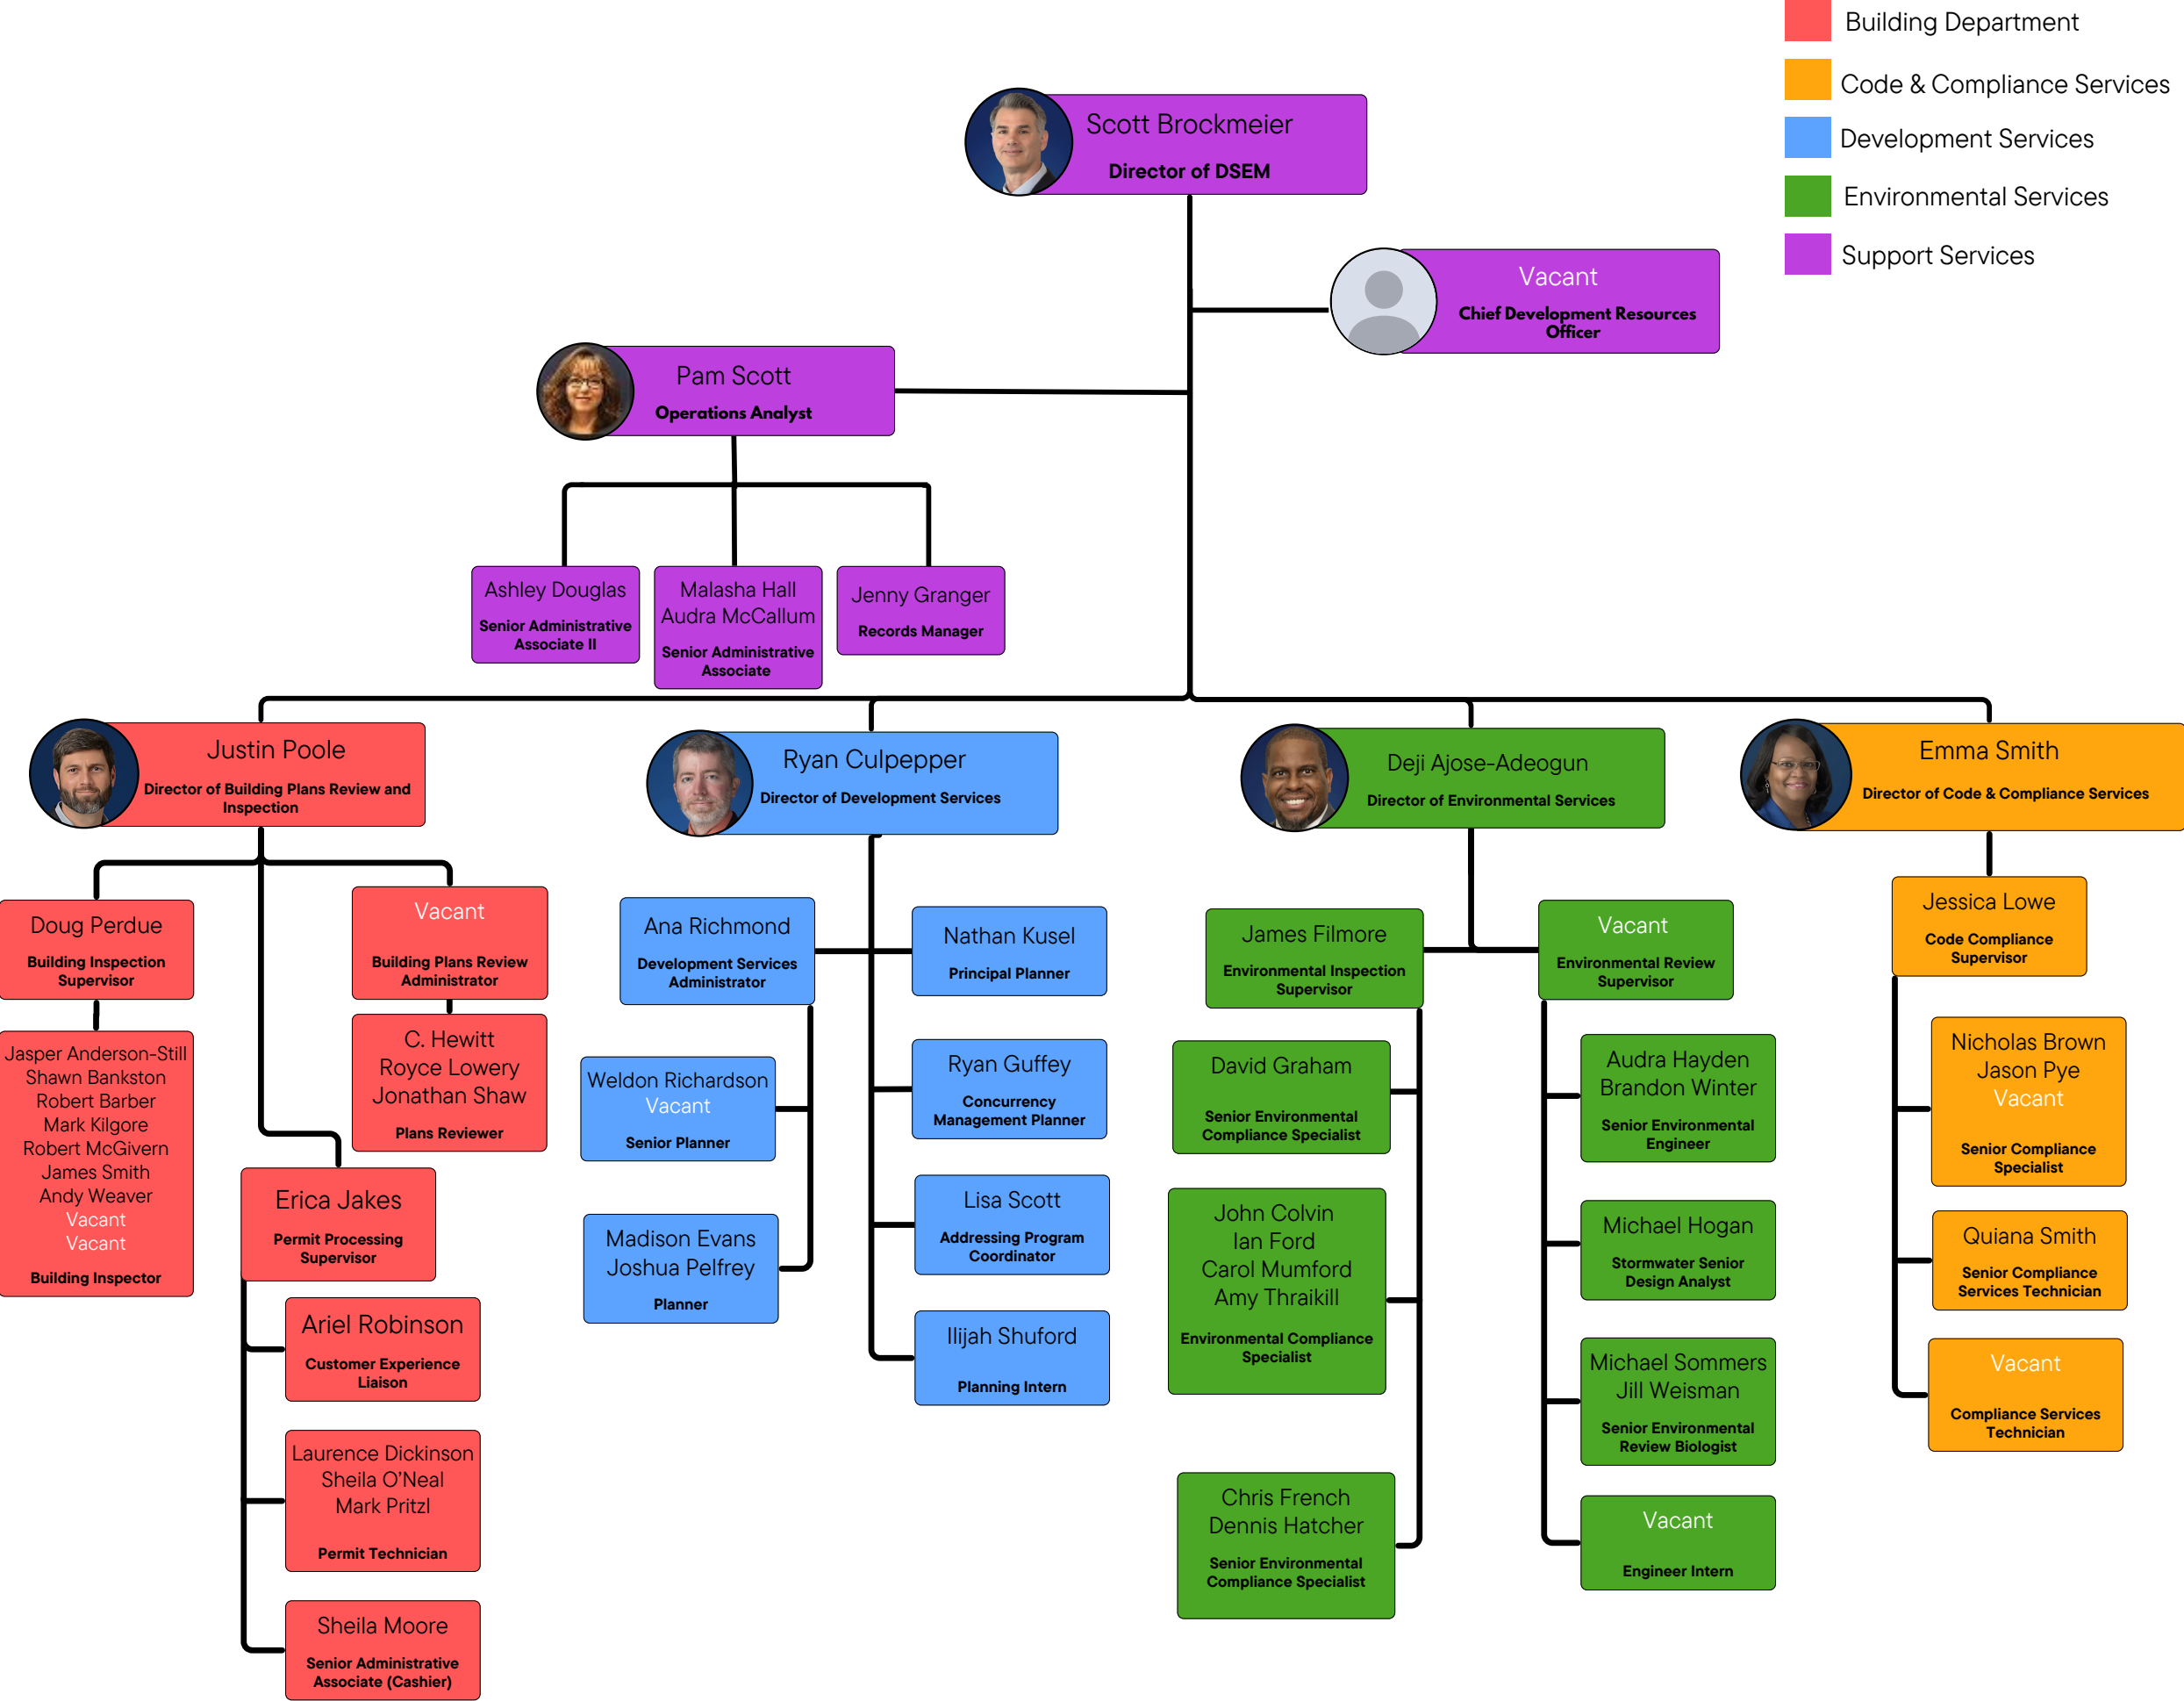 Building Department
Code & Compliance Services
Development Services
Environmental Services
Support Services
Scott Brockmeier
Director of DSEM
Vacant
Chief Development Resources
Officer
Pam Scott
Operations Analyst
Ashley Douglas
Senior Administrative
Associate II
Malasha Hall
Audra McCallum
Senior Administrative
Associate
Jenny Granger
Records Manager
Justin Poole
Director of Building Plans Review and
Inspection
Ryan Culpepper
Director of Development Services
Deji Ajose-Adeogun
Director of Environmental Services
Emma Smith
Director of Code & Compliance Services
Doug Perdue
Building Inspection
Supervisor
Jasper Anderson-Still
Shawn Bankston
Robert Barber
Mark Kilgore
Robert McGivern
James Smith
Andy Weaver
Vacant
Vacant
Building Inspector
Vacant
Building Plans Review
Administrator
C. Hewitt
Royce Lowery
Jonathan Shaw
Plans Reviewer
Erica Jakes
Permit Processing
Supervisor
Ariel Robinson
Customer Experience
Liaison
Laurence Dickinson
Sheila O'Neal
Mark Pritzl
Permit Technician
Sheila Moore
Senior Administrative
Associate (Cashier)
Ana Richmond
Development Services
Administrator
Weldon Richardson
Vacant
Senior Planner
Madison Evans
Joshua Pelfrey
Planner
Nathan Kusel
Principal Planner
Ryan Guffey
Concurrency
Management Planner
Lisa Scott
Addressing Program
Coordinator
Ilijah Shuford
Planning Intern
James Filmore
Environmental Inspection
Supervisor
David Graham
Senior Environmental
Compliance Specialist
John Colvin
Ian Ford
Carol Mumford
Amy Thraikill
Environmental Compliance
Specialist
Chris French
Dennis Hatcher
Senior Environmental
Compliance Specialist
Vacant
Environmental Review
Supervisor
Audra Hayden
Brandon Winter
Senior Environmental
Engineer
Michael Hogan
Stormwater Senior
Design Analyst
Michael Sommers
Jill Weisman
Senior Environmental
Review Biologist
Vacant
Engineer Intern
Jessica Lowe
Code Compliance
Supervisor
Nicholas Brown
Jason Pye
Vacant
Senior Compliance
Specialist
Quiana Smith
Senior Compliance
Services Technician
Vacant
Compliance Services
Technician